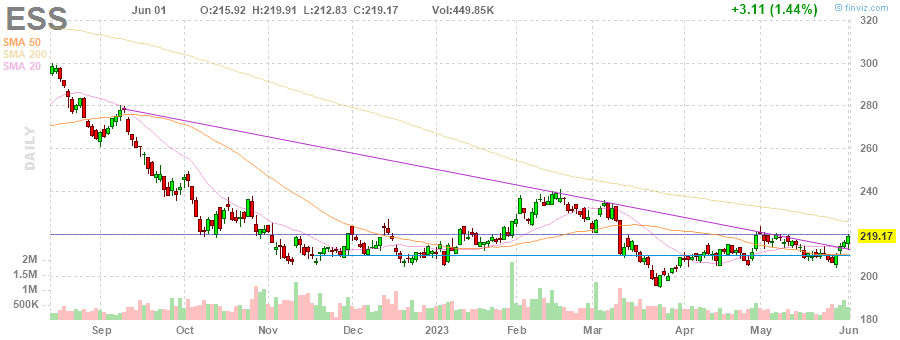 ESS Jun 01 O:215.92 H:219.91 L:212.83 C:219.17 Vol:449.85K +3.11 (1.44%) © finviz.com
SMA 50
SMA 200
SMA 20
DAILY
320
300
280
260
240
219.17
200
180
2M
1.5M
1M
500K
Sep Oct Nov Dec 2023 Feb Mar Apr May Jun